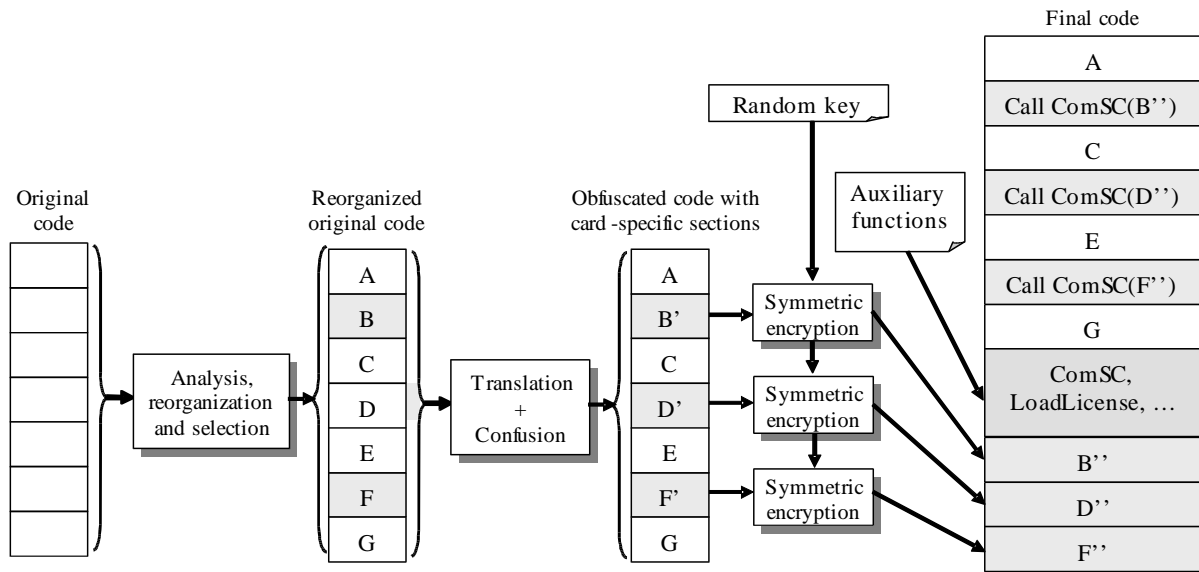 Original
code
Analysis,
reorganization
and selection
Reorganized
original code
A
B
C
D
E
F
G
Translation
+
Confusion
Obfuscated code with
card -specific sections
A
B’
C
D’
E
F’
G
Random key
Symmetric
encryption
Symmetric
encryption
Symmetric
encryption
Auxiliary
functions
Final code
A
Call ComSC(B’’)
C
Call ComSC(D’’)
E
Call ComSC(F’’)
G
ComSC,
LoadLicense, …
B’’
D’’
F’’